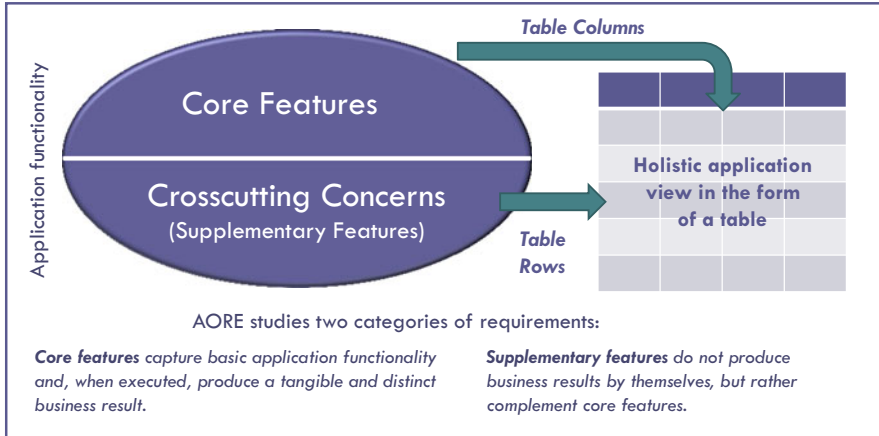 Table Columns
Application functionality
Core Features
Crosscutting Concerns
(Supplementary Features)
Table
Rows
Holistic application
view in the form
of a table
AORE studies two categories of requirements:
Core features capture basic application functionality
and, when executed, produce a tangible and distinct
business result.
Supplementary features do not produce
business results by themselves, but rather
complement core features.